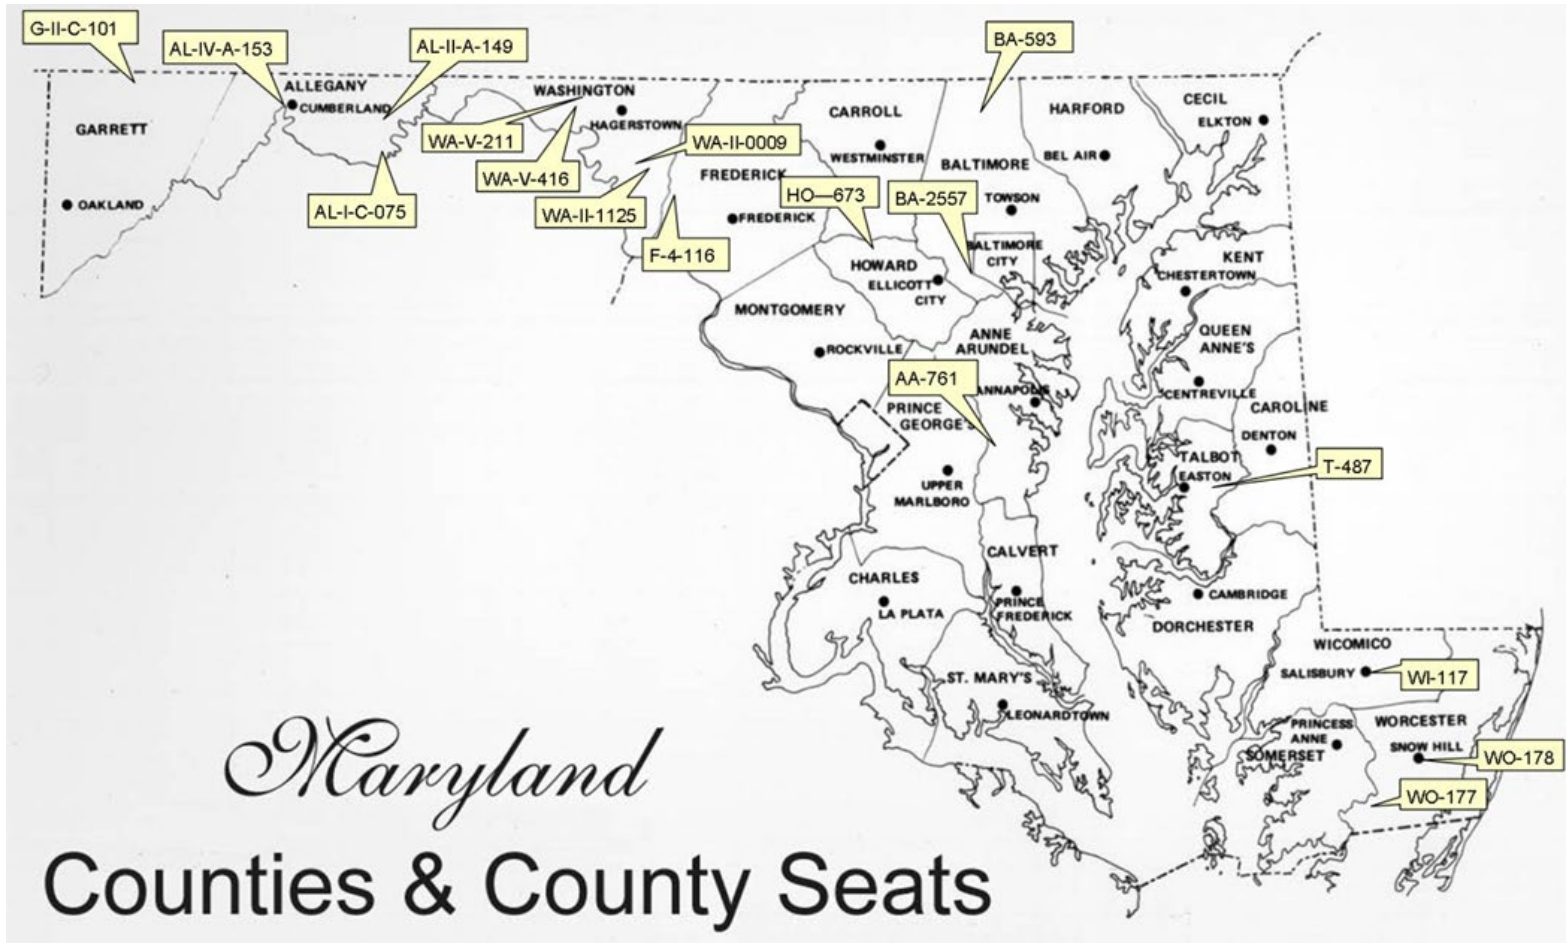 G-II-C-101
AL-IV-A-153
AL-II-A-149
BA-593
ALLEGANY
CUMBERLAND
WASHINGTON
HAGERSTOWN
CARROLL
WESTMINSTER
HARFORD
BEL AIR
CECIL
ELKTON
GARRETT
OAKLAND
WA-V-211
WA-V-416
WA-II-0009
WA-II-1125
AL-I-C-075
F-4-116
FREDERICK
FREDERICK
HO—673
BA-2557
BALTIMORE
TOWSON
BALTIMORE
CITY
HOWARD
ELLICOTT
CITY
KENT
CHESTERTOWN
MONTGOMERY
ROCKVILLE
ANNE
ARUNDEL
QUEEN
ANNE'S
CENTREVILLE
AA-761
ANNAPOLIS
PRINCE
GEORGE'S
CAROLINE
DENTON
TALBOT
EASTON
T-487
UPPER
MARLBORO
CALVERT
PRINCE
FREDERICK
CHARLES
LA PLATA
CAMBRIDGE
DORCHESTER
WICOMICO
SALISBURY
WI-117
ST. MARY'S
LEONARDTOWN
PRINCESS
ANNE
SOMERSET
WORCESTER
SNOW HILL
WO-178
WO-177
Maryland
Counties & County Seats